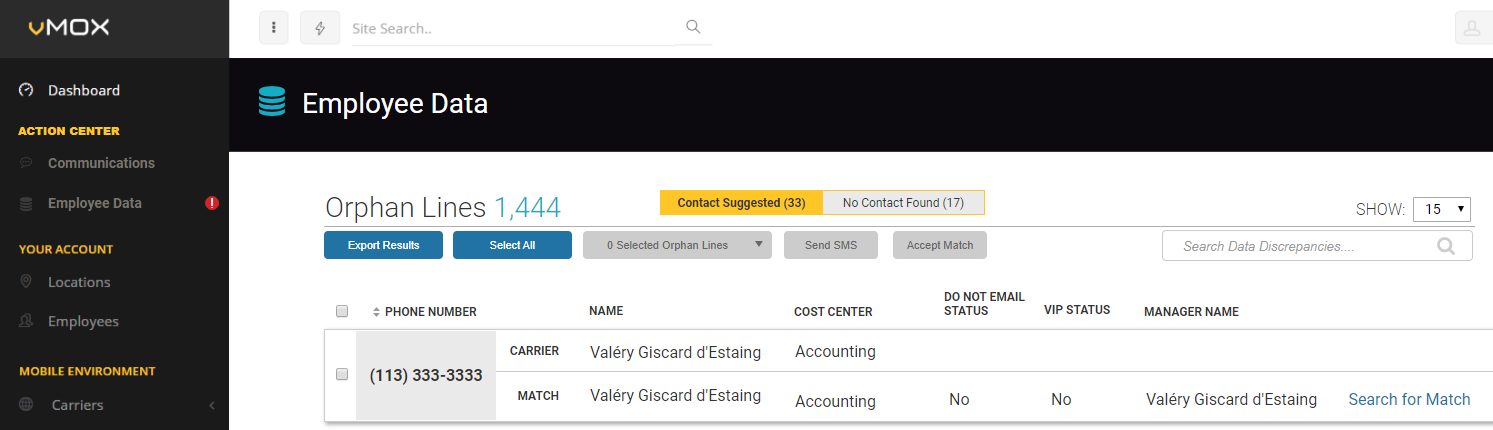 vMOX
Site Search..
Dashboard
Employee Data
ACTION CENTER
Communications
Employee Data
YOUR ACCOUNT
Locations
Employees
MOBILE ENVIRONMENT
Carriers
Orphan Lines 1,444
Contact Suggested (33) No Contact Found (17)
SHOW: 15
Export Results Select All 0 Selected Orphan Lines Send SMS Accept Match Search Data Discrepancies....
PHONE NUMBER NAME COST CENTER DO NOT EMAIL STATUS VIP STATUS MANAGER NAME
(113) 333-3333
CARRIER Valéry Giscard d'Estaing Accounting
MATCH Valéry Giscard d'Estaing Accounting No No Valéry Giscard d'Estaing Search for Match